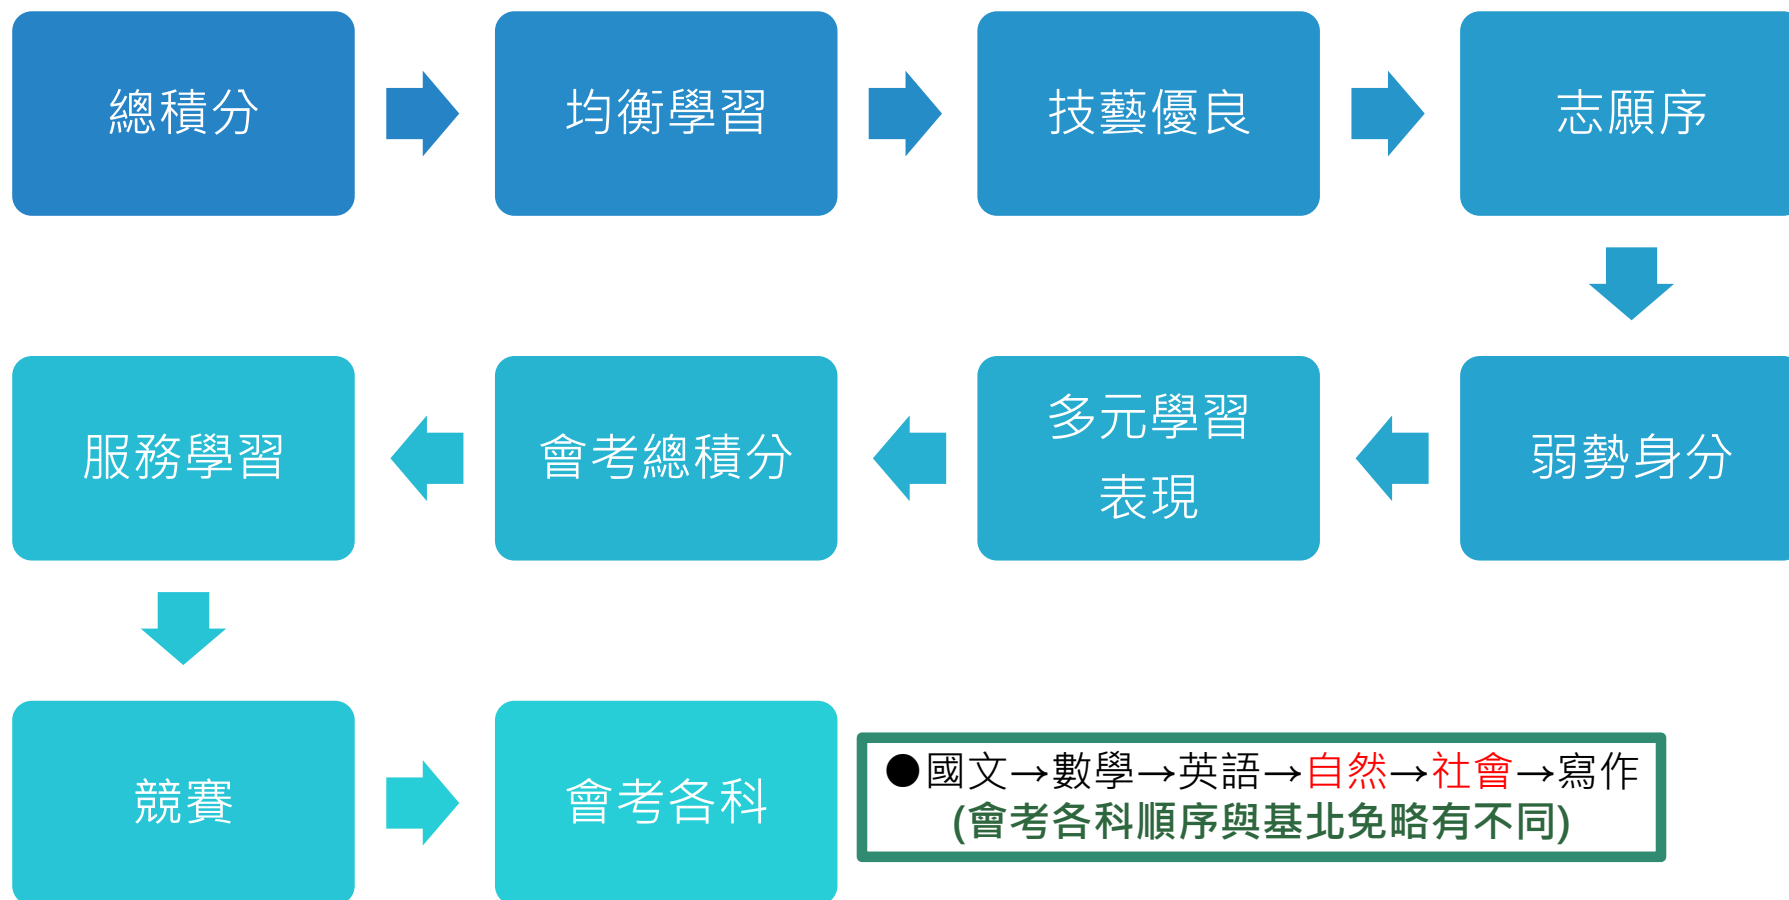 總積分
均衡學習
技藝優良
志願序
弱勢身分
多元學習
表現
會考總積分
服務學習
競賽
會考各科
●國文→數學→英語→自然→社會→寫作
(會考各科順序與基北免略有不同)